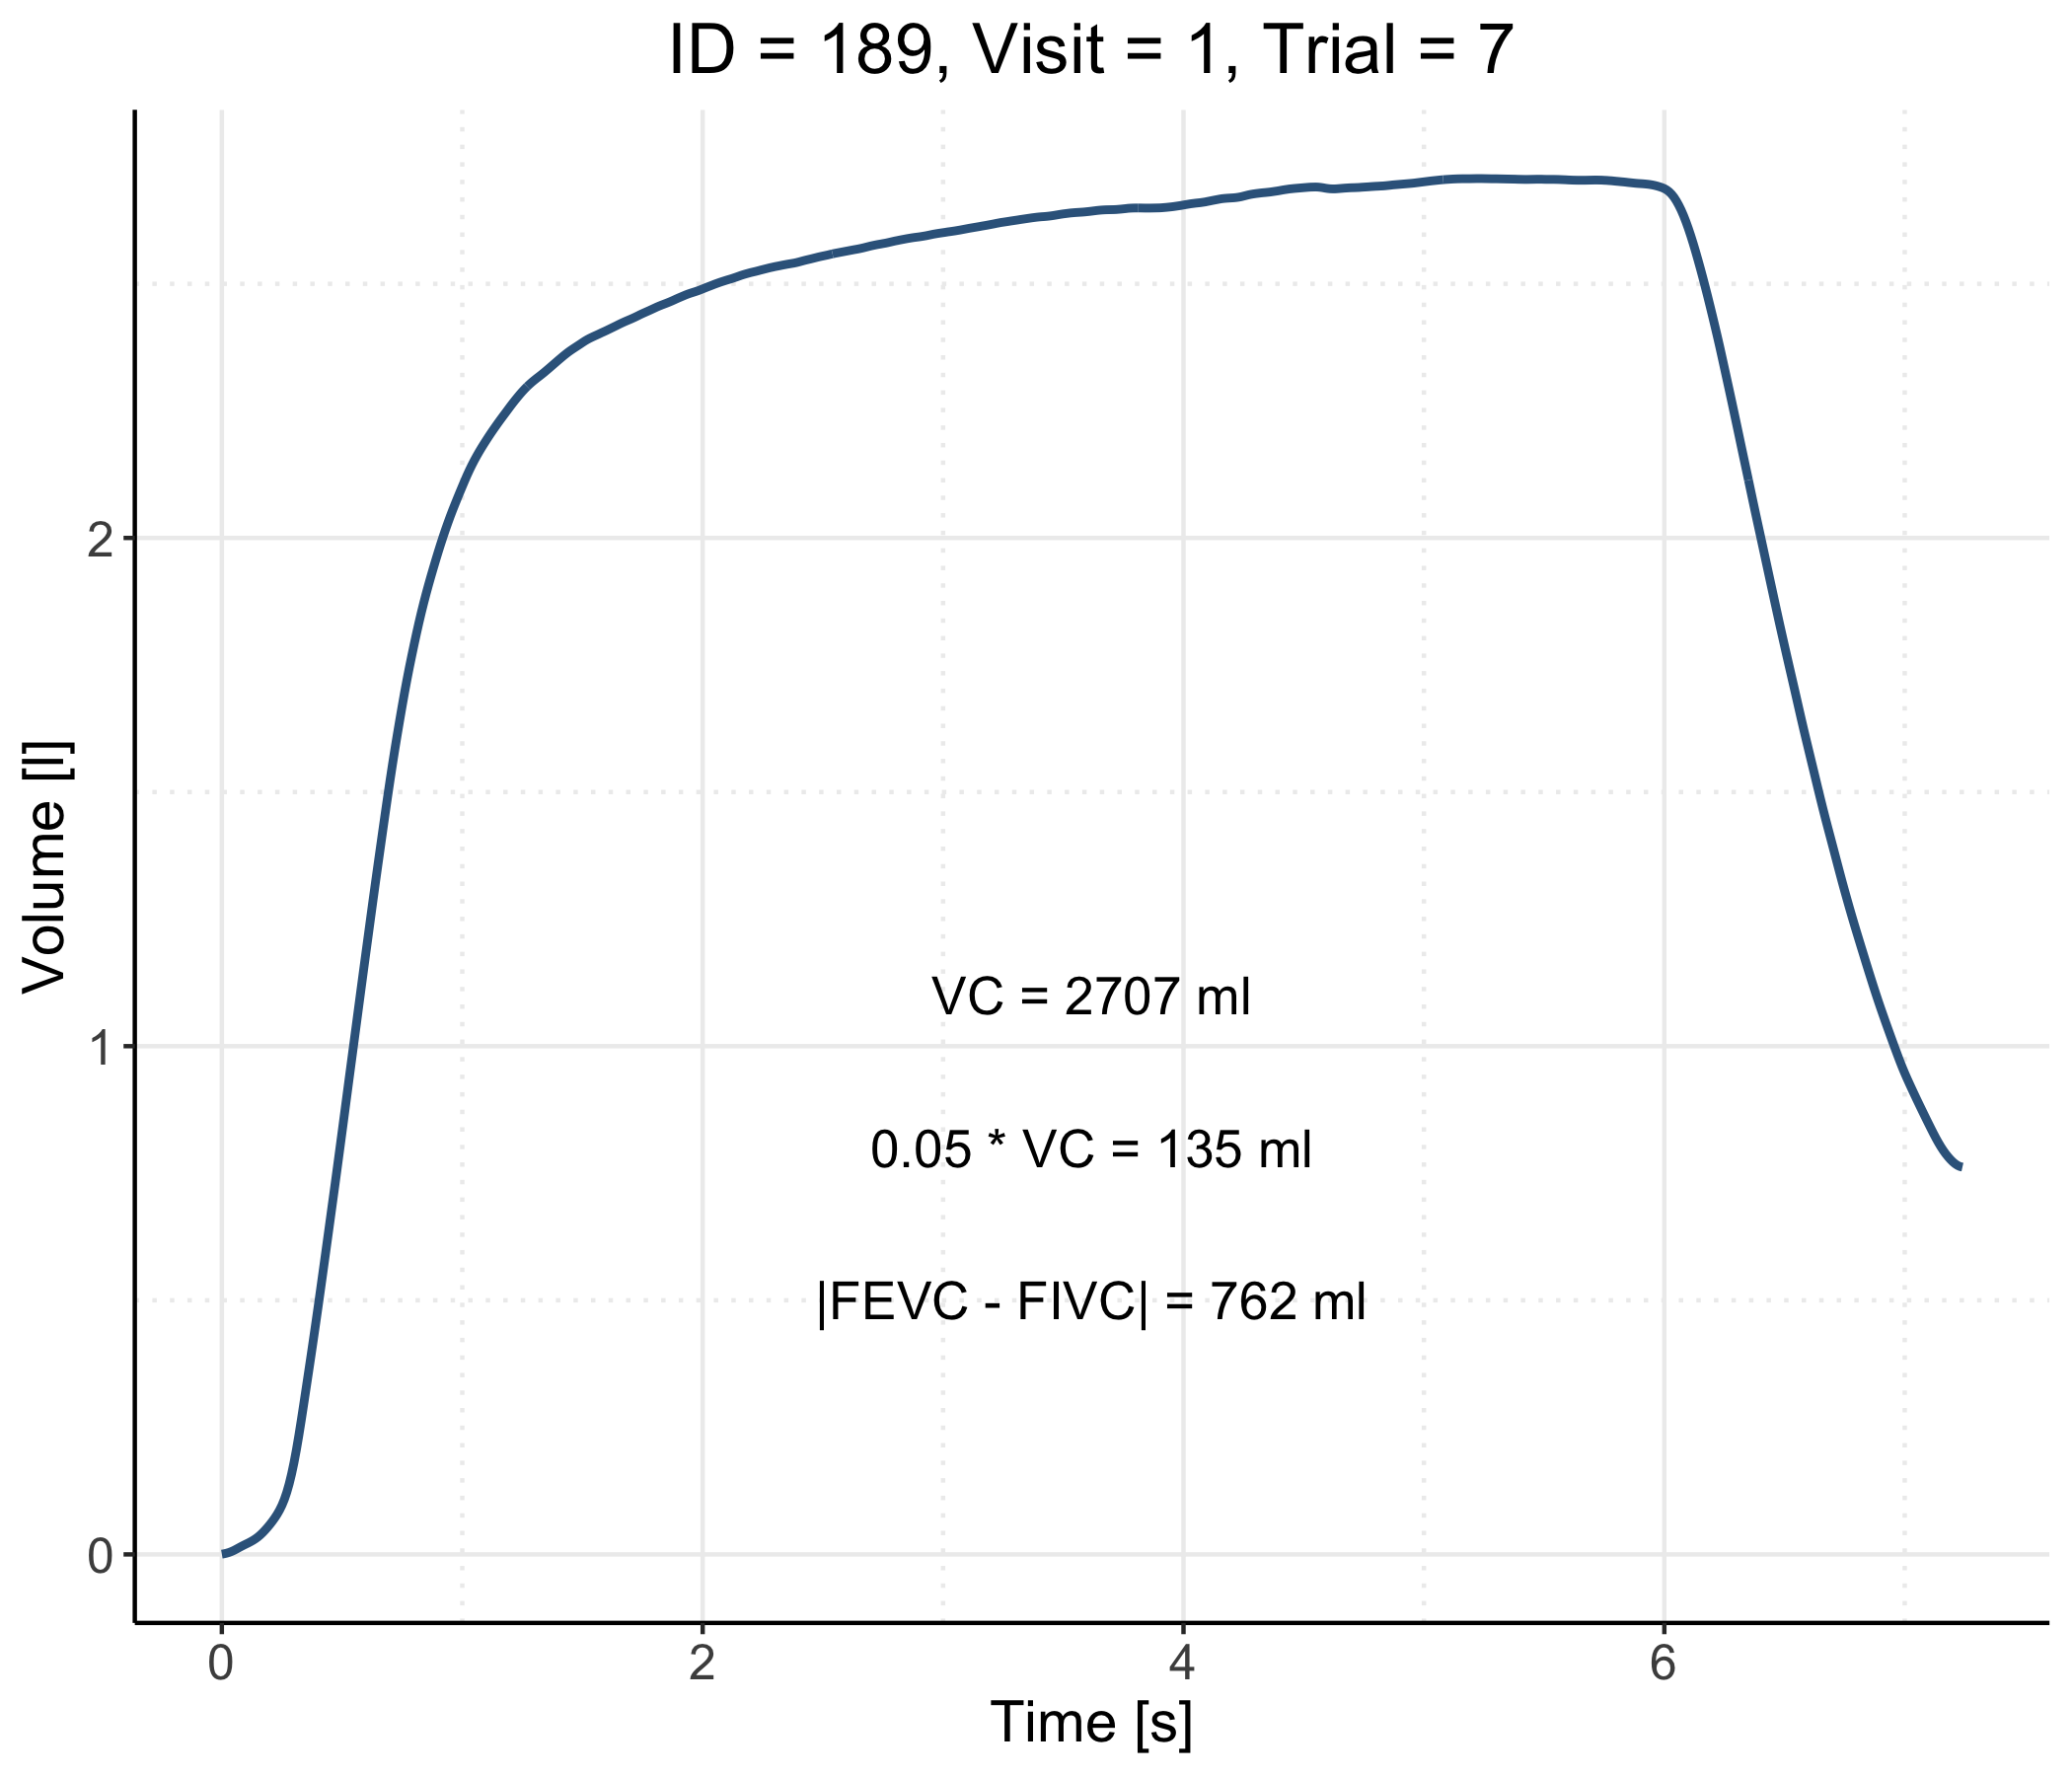 ID = 189, Visit = 1, Trial = 7
Volume [l]
2
1
0
VC = 2707 ml
0.05 * VC = 135 ml
|FEVC - FIVC| = 762 ml
0 2 4 6
Time [s]